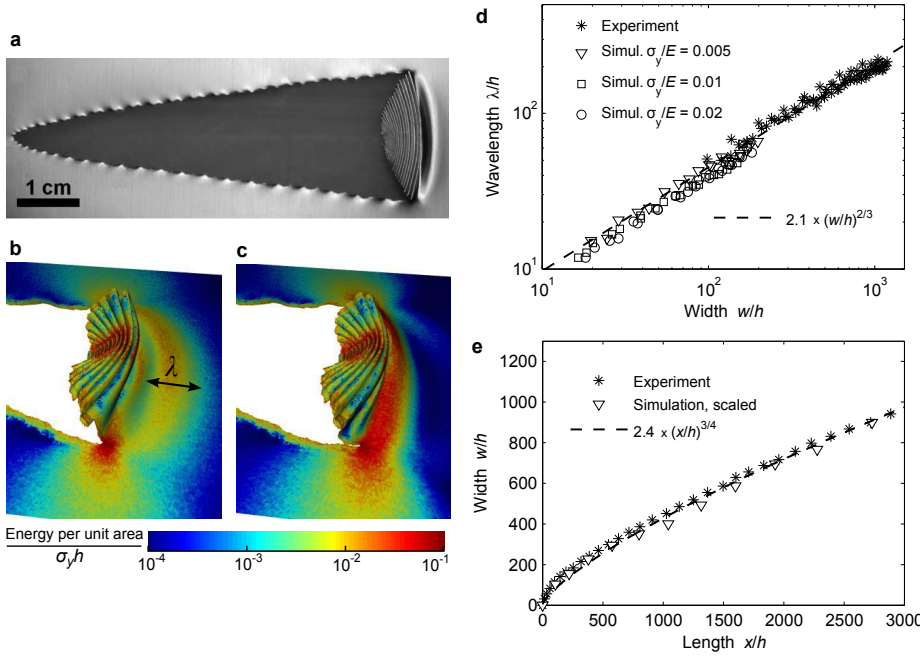 a
1 cm
b
c
λ
Energy per unit area
σyh
10⁻⁴
10⁻³
10⁻²
10⁻¹
d
Wavelength λ/h
10²
10¹
Experiment
Simul. σy/E = 0.005
Simul. σy/E = 0.01
Simul. σy/E = 0.02
2.1 x (w/h)2/3
10¹
10²
10³
Width w/h
e
Width w/h
1200
1000
800
600
400
200
0
Experiment
Simulation, scaled
2.4 x (x/h)3/4
0
500
1000
1500
2000
2500
3000
Length x/h